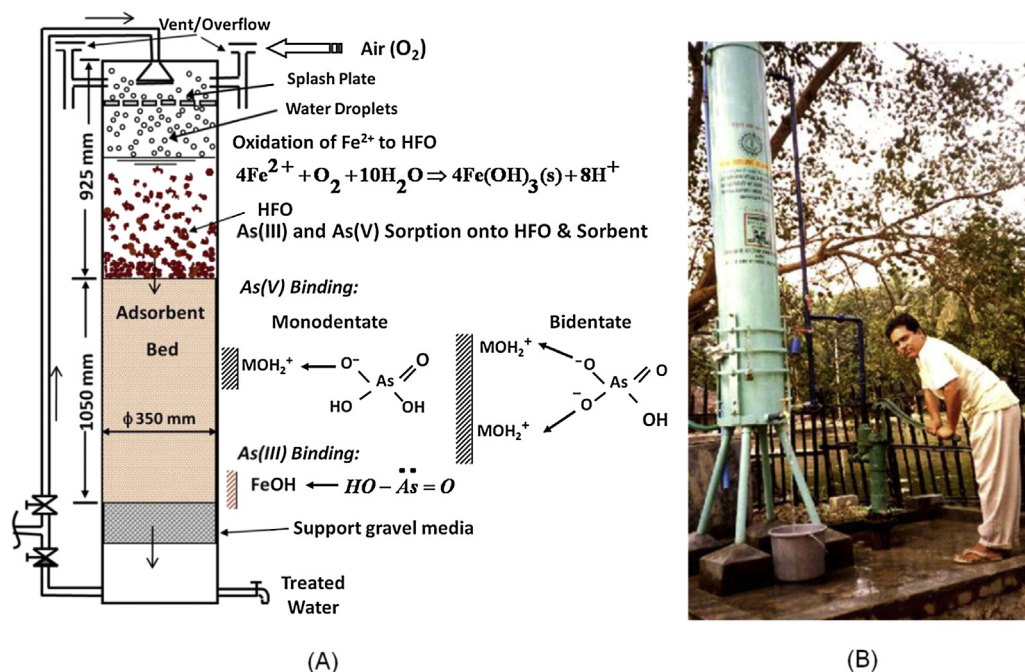 Vent/Overflow
Air (O₂)
Splash Plate
Water Droplets
Oxidation of Fe²⁺ to HFO
4Fe²⁺ + O₂ + 10H₂O ⇒ 4Fe(OH)₃(s) + 8H⁺
925 mm
HFO
As(III) and As(V) Sorption onto HFO & Sorbent
As(V) Binding:
Adsorbent
Bed
Monodentate
Bidentate
MOH₂⁺
O⁻
O
As
HO
OH
MOH₂⁺
⁻O
O
As
⁻O
OH
MOH₂⁺
1050 mm
ϕ 350 mm
As(III) Binding:
FeOH
HO – Äs = O
Support gravel media
Treated
Water
(A)
(B)